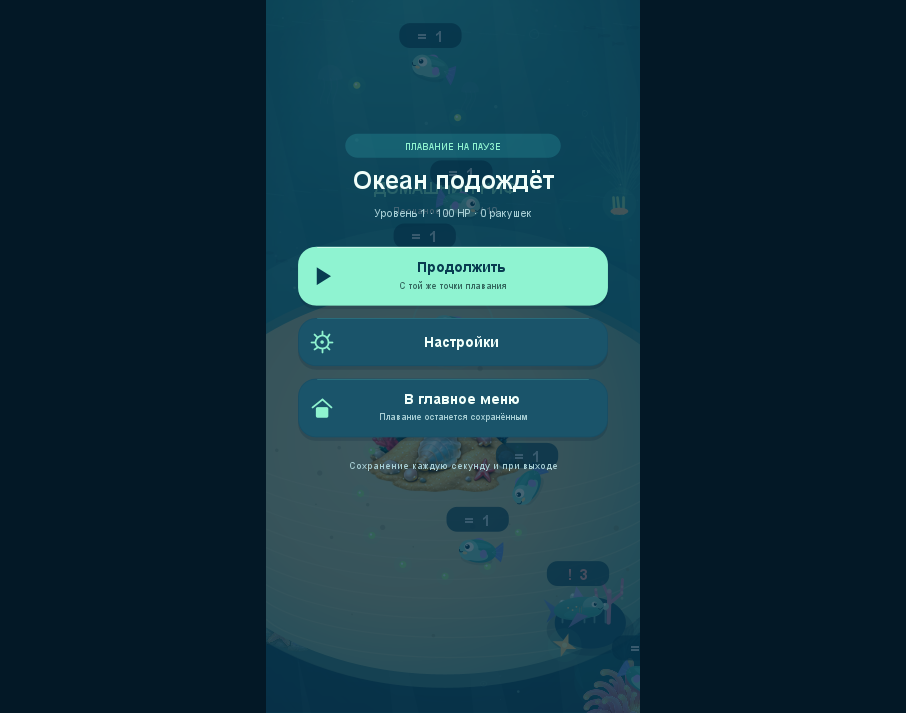 = 1
ПЛАВАНИЕ НА ПАУЗЕ
= 1
Океан подождёт
Уровень 1 · 100 HP · 0 ракушек
= 1
Продолжить
С той же точки плавания
Настройки
В главное меню
Плавание останется сохранённым
= 1
Сохранение каждую секунду и при выходе
= 1
! 3
=